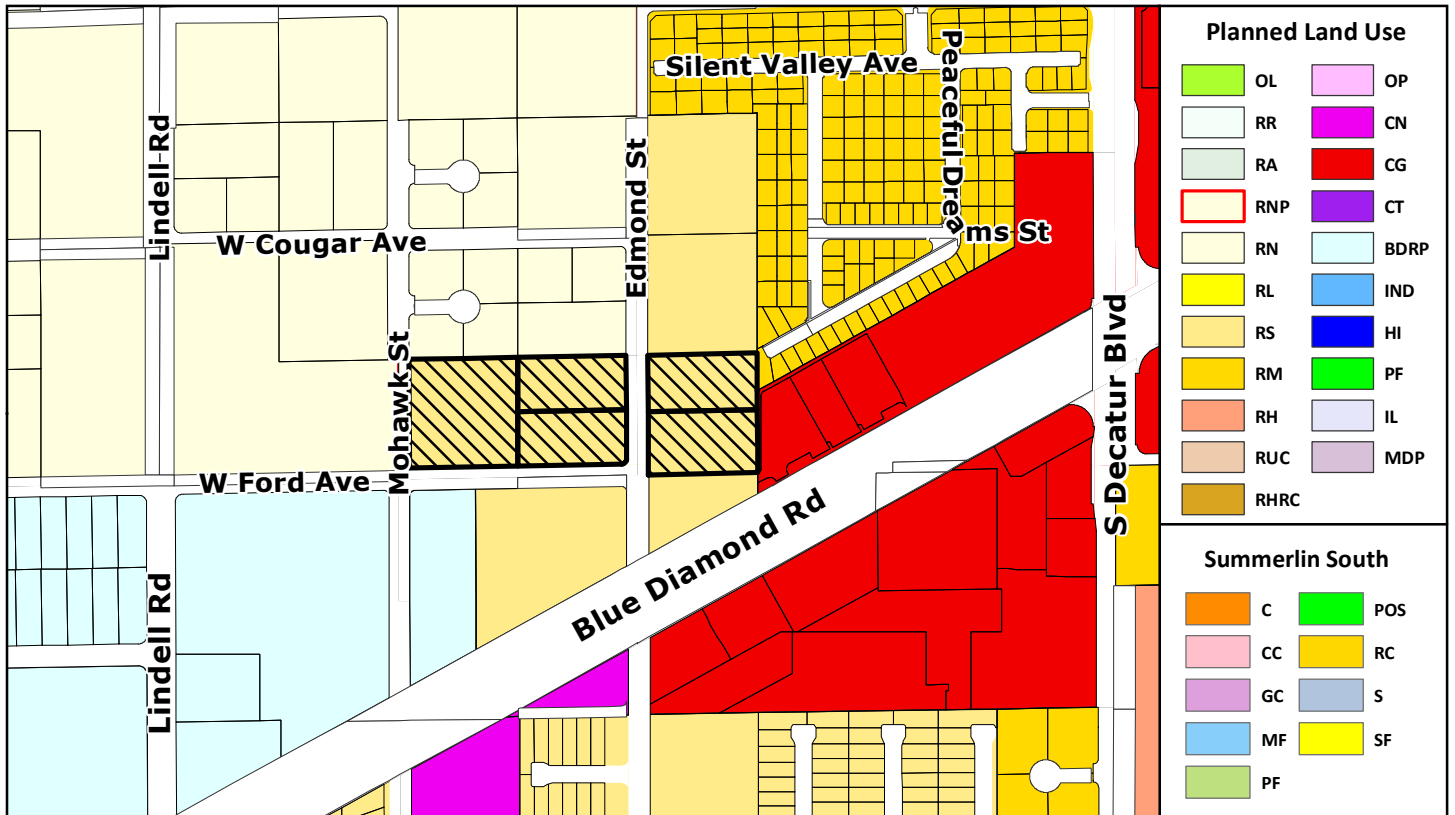 Silent Valley Ave
Peaceful Dreams St
Lindell Rd
Edmond St
W Cougar Ave
Mohawk St
S Decatur Blvd
W Ford Ave
Blue Diamond Rd
Lindell Rd
Planned Land Use
OL
OP
RR
CN
RA
CG
RNP
CT
RN
BDRP
RL
IND
RS
HI
RM
PF
RH
IL
RUC
MDP
RHRC
Summerlin South
C
POS
CC
RC
GC
S
MF
SF
PF